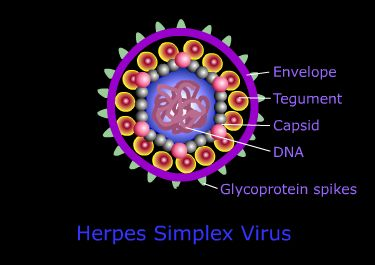 Envelope
Tegument
Capsid
DNA
Glycoprotein spikes
Herpes Simplex Virus